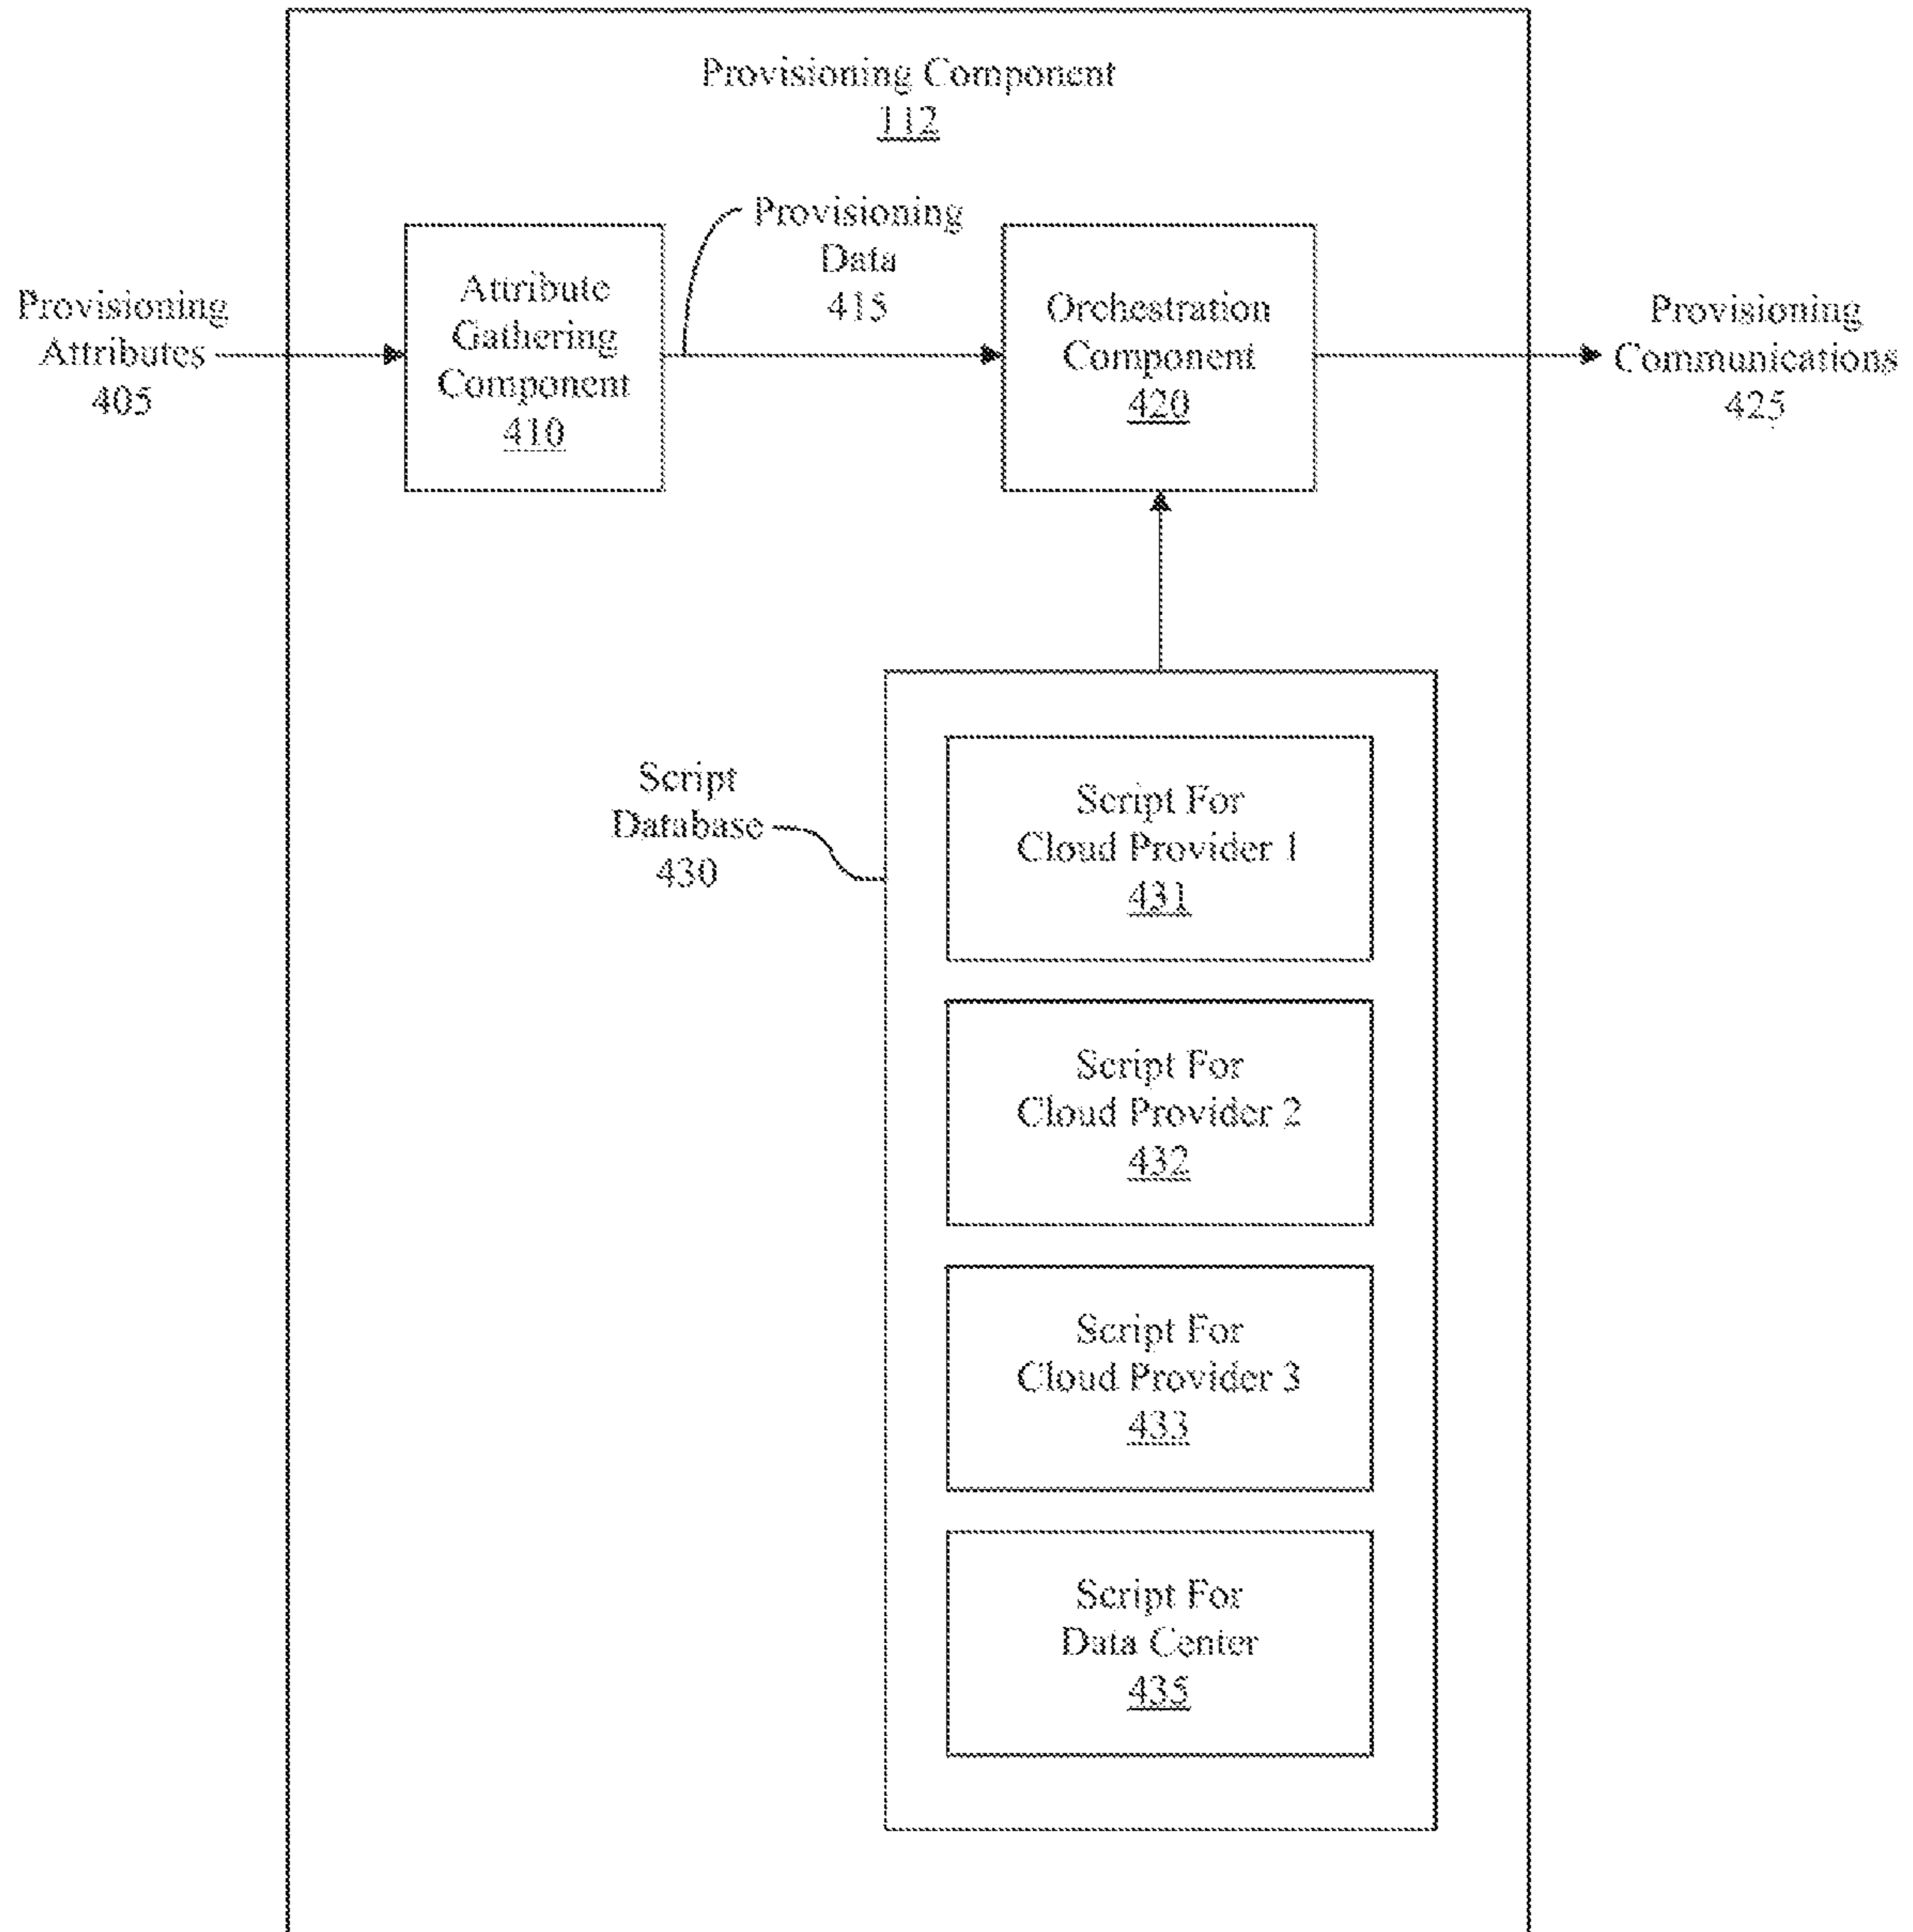 Provisioning Component
112
Provisioning
Attributes
405
Attribute
Gathering
Component
410
Provisioning
Data
415
Orchestration
Component
420
Provisioning
Communications
425
Script
Database
430
Script For
Cloud Provider 1
431
Script For
Cloud Provider 2
432
Script For
Cloud Provider 3
433
Script For
Data Center
435